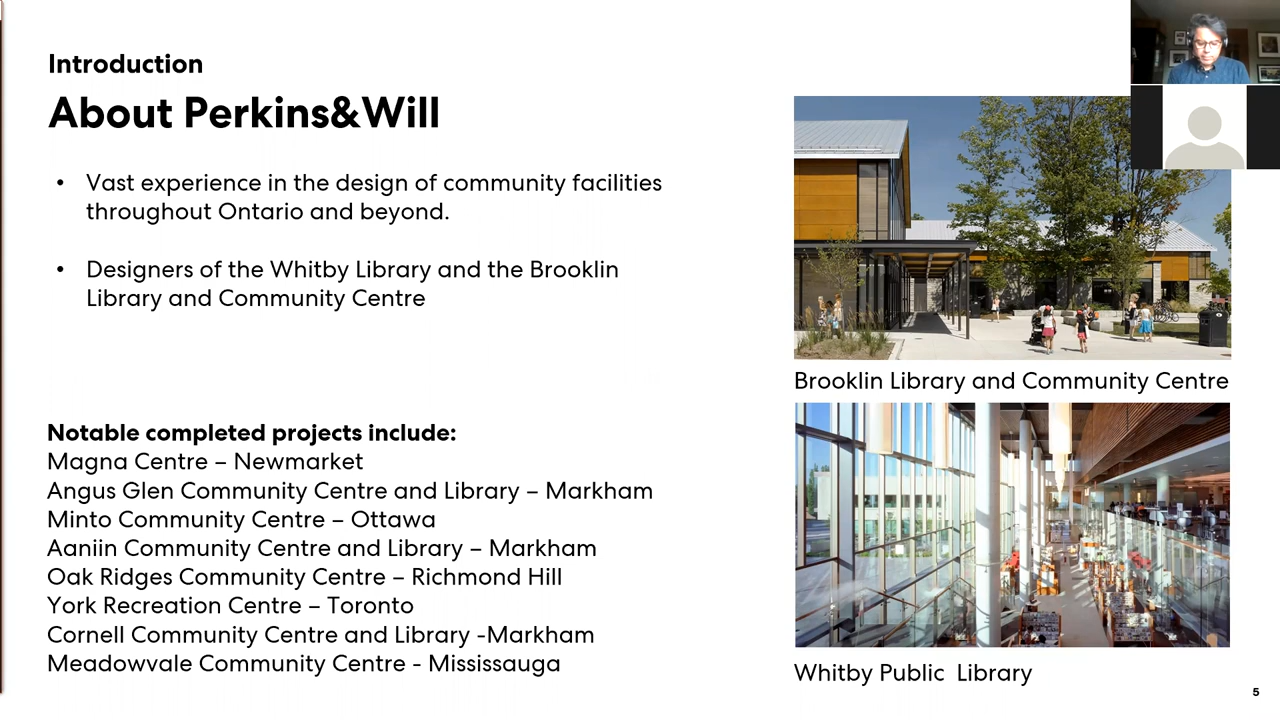 Introduction
About Perkins&Will
• Vast experience in the design of community facilities
throughout Ontario and beyond.
• Designers of the Whitby Library and the Brooklin
Library and Community Centre
Notable completed projects include:
Magna Centre – Newmarket
Angus Glen Community Centre and Library – Markham
Minto Community Centre – Ottawa
Aaniin Community Centre and Library – Markham
Oak Ridges Community Centre – Richmond Hill
York Recreation Centre – Toronto
Cornell Community Centre and Library -Markham
Meadowvale Community Centre - Mississauga
Brooklin Library and Community Centre
Whitby Public  Library
5